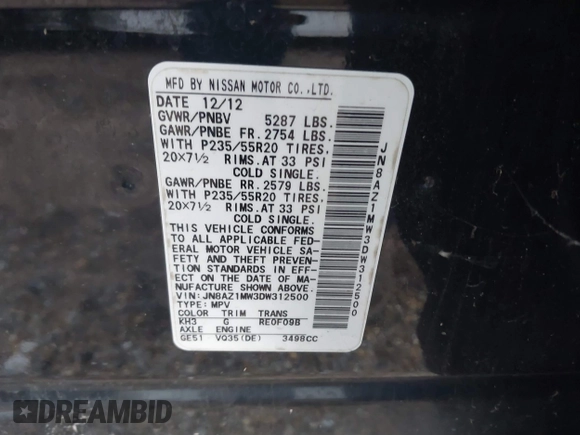 MFD BY NISSAN MOTOR CO.,LTD.
DATE 12/12
GVWR/PNBV 5287 LBS.
GAWR/PNBE FR. 2754 LBS.
WITH P235/55R20 TIRES.
20X7½ RIMS.AT 33 PSI
COLD SINGLE.
GAWR/PNBE RR. 2579 LBS.
WITH P235/55R20 TIRES.
20X7½ RIMS.AT 33 PSI
COLD SINGLE.
THIS VEHICLE CONFORMS
TO ALL APPLICABLE FED-
ERAL MOTOR VEHICLE SA-
FETY AND THEFT PREVEN-
TION STANDARDS IN EFF-
ECT ON THE DATE OF MA-
NUFACTURE SHOWN ABOVE.
VIN:JN8AZ1MW3DW312500
TYPE: MPV
COLOR TRIM TRANS
KH3 G RE0F09B
AXLE ENGINE
GE51 VQ35(DE) 3498CC
JN8AZ1MW3DW312500
DREAMBID